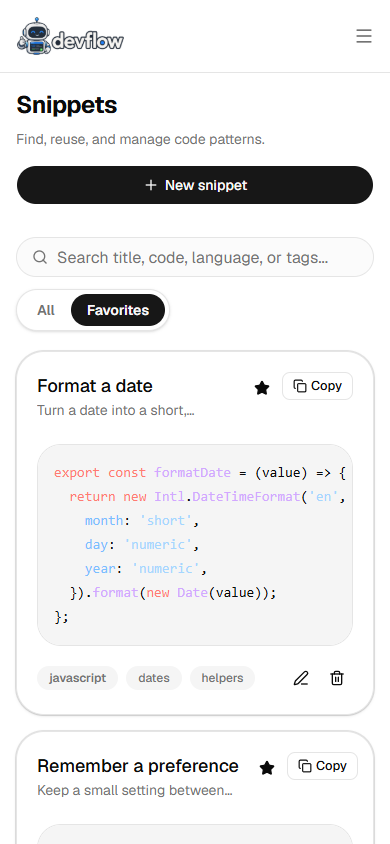 devflow
Snippets
Find, reuse, and manage code patterns.
+ New snippet
Search title, code, language, or tags...
All
Favorites
Format a date
Copy
Turn a date into a short,...
export const formatDate = (value) => {
  return new Intl.DateTimeFormat('en',
    month: 'short',
    day: 'numeric',
    year: 'numeric',
  }).format(new Date(value));
};
javascript
dates
helpers
Remember a preference
Copy
Keep a small setting between...